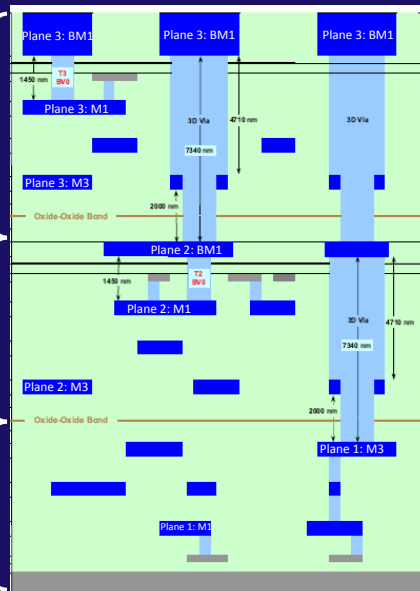 Plane 3: BM1
Plane 3: BM1
Plane 3: BM1
1450 nm
T3
BV0
4710 nm
Plane 3: M1
3D Via
3D Via
7340 nm
Plane 3: M3
2000 nm
Oxide-Oxide Bond
Plane 2: BM1
1450 nm
T2
BV0
Plane 2: M1
3D Via
4710 nm
7340 nm
Plane 2: M3
2000 nm
Oxide-Oxide Bond
Plane 1: M3
Plane 1: M1